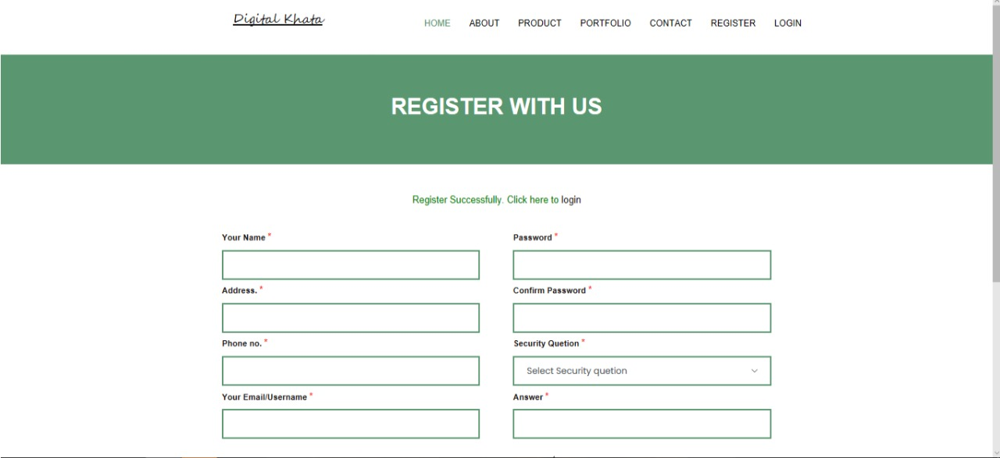 Digital Khata
HOME ABOUT PRODUCT PORTFOLIO CONTACT REGISTER LOGIN
REGISTER WITH US
Register Successfully. Click here to login
Your Name *
Password *
Address. *
Confirm Password *
Phone no. *
Security Quetion *
Select Security quetion
Your Email/Username *
Answer *